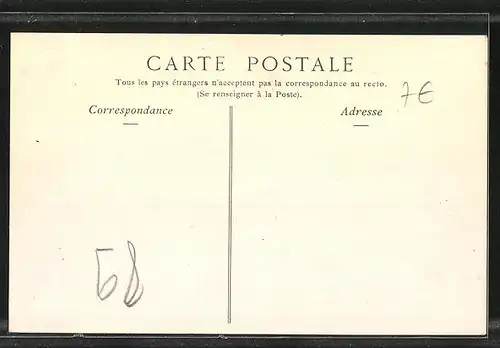 CARTE POSTALE
Tous les pays étrangers n'acceptent pas la correspondance au recto.
(Se renseigner à la Poste).
7€
Correspondance
Adresse
58